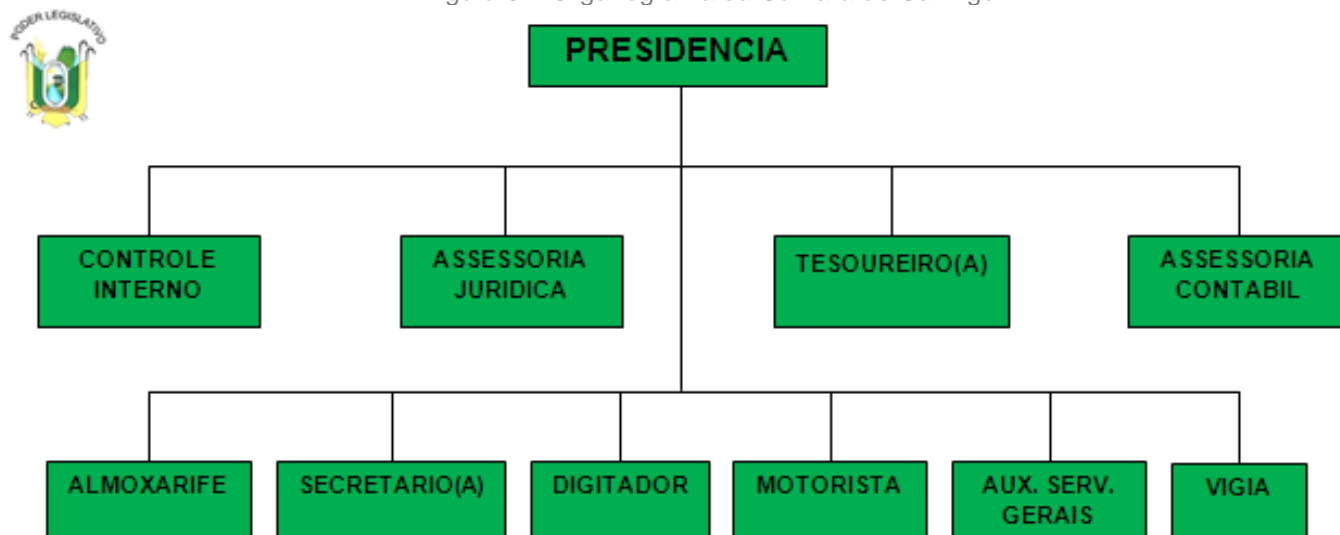 PODER LEGISLATIVO
PRESIDENCIA
CONTROLE
INTERNO
ASSESSORIA
JURIDICA
TESOUREIRO(A)
ASSESSORIA
CONTABIL
ALMOXARIFE
SECRETARIO(A)
DIGITADOR
MOTORISTA
AUX. SERV.
GERAIS
VIGIA